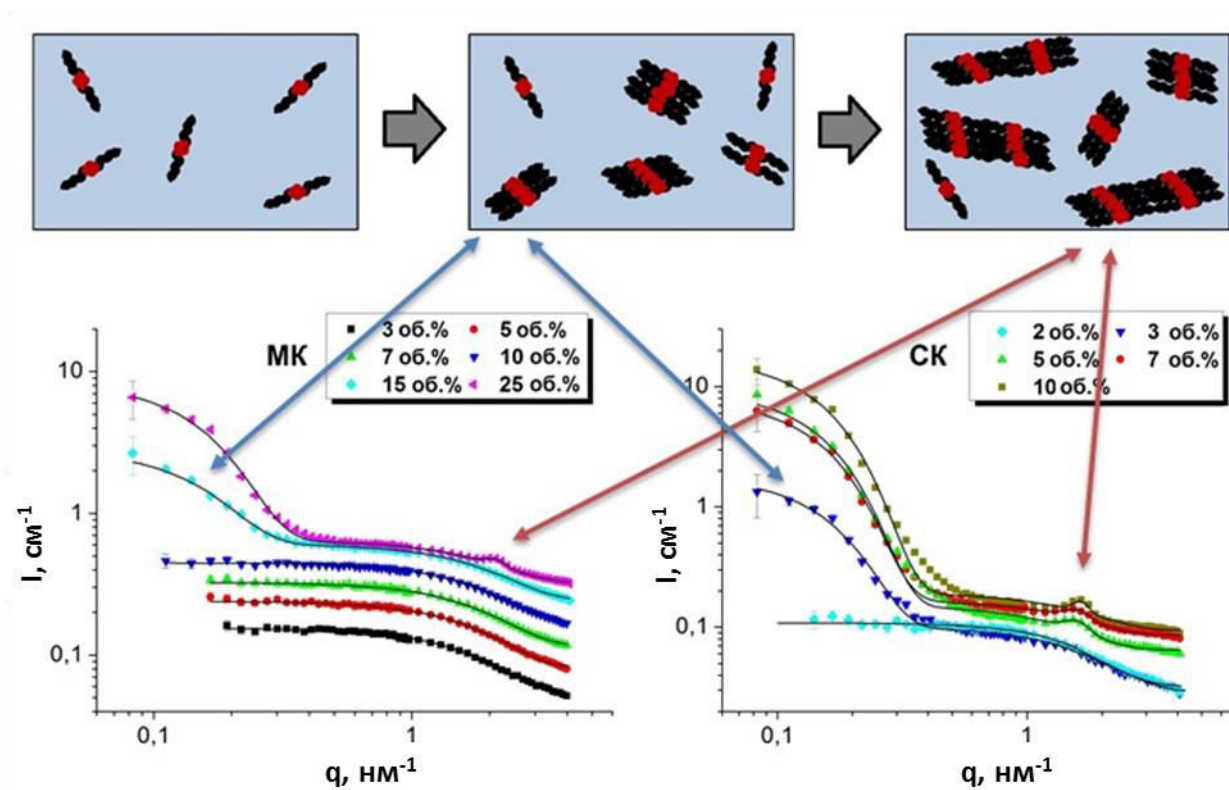 МК
3 об.% 5 об.%
7 об.% 10 об.%
15 об.% 25 об.%
10
1
0,1
I, см⁻¹
0,1 1
q, нм⁻¹
СК
2 об.% 3 об.%
5 об.% 7 об.%
10 об.%
10
1
0,1
I, см⁻¹
0,1 1
q, нм⁻¹